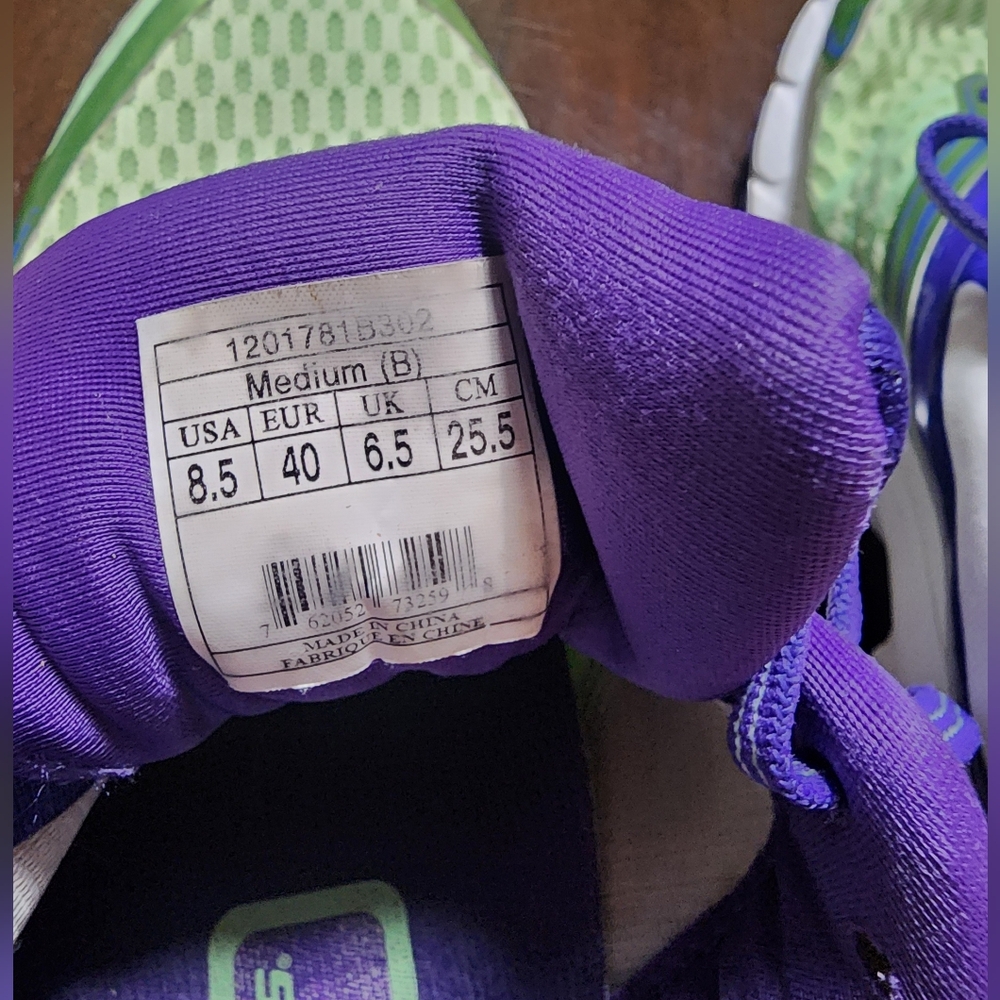 1201781B302
Medium (B)
USA EUR UK CM
8.5 40 6.5 25.5
7 62052 73259 8
MADE IN CHINA
FABRIQUE EN CHINE